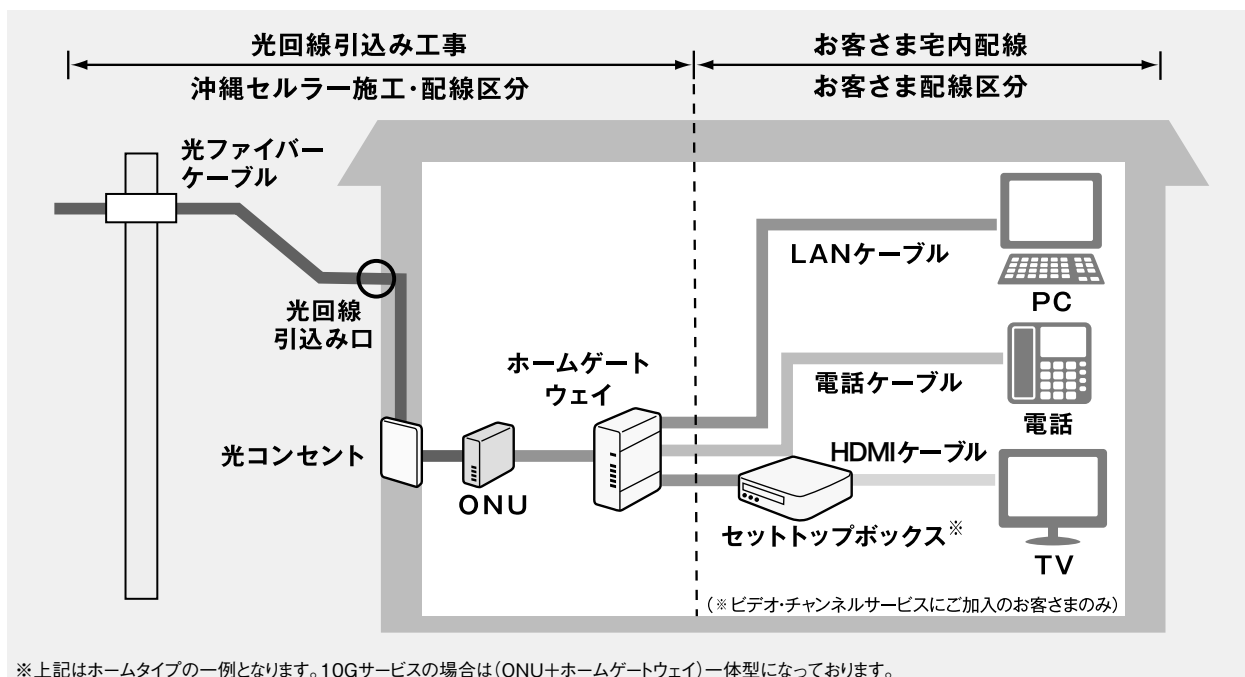 光回線引込み工事
お客さま宅内配線
沖縄セルラー施工・配線区分
お客さま配線区分
光ファイバー
ケーブル
LANケーブル
PC
光回線
引込み口
ホームゲート
ウェイ
電話ケーブル
電話
光コンセント
HDMIケーブル
ONU
セットトップボックス※
TV
(※ビデオ・チャンネルサービスにご加入のお客さまのみ)
※上記はホームタイプの一例となります。10Gサービスの場合は(ONU+ホームゲートウェイ)一体型になっております。